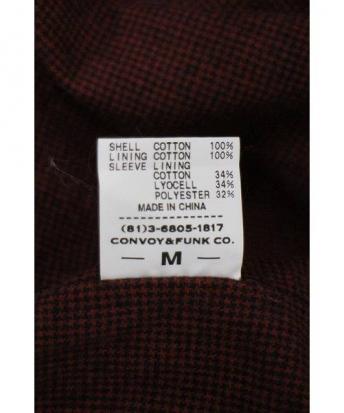 SHELL COTTON 100%
LINING COTTON 100%
SLEEVE LINING
COTTON 34%
LYOCELL 34%
POLYESTER 32%
MADE IN CHINA
(81)3-6805-1817
CONVOY&FUNK CO.
— M —